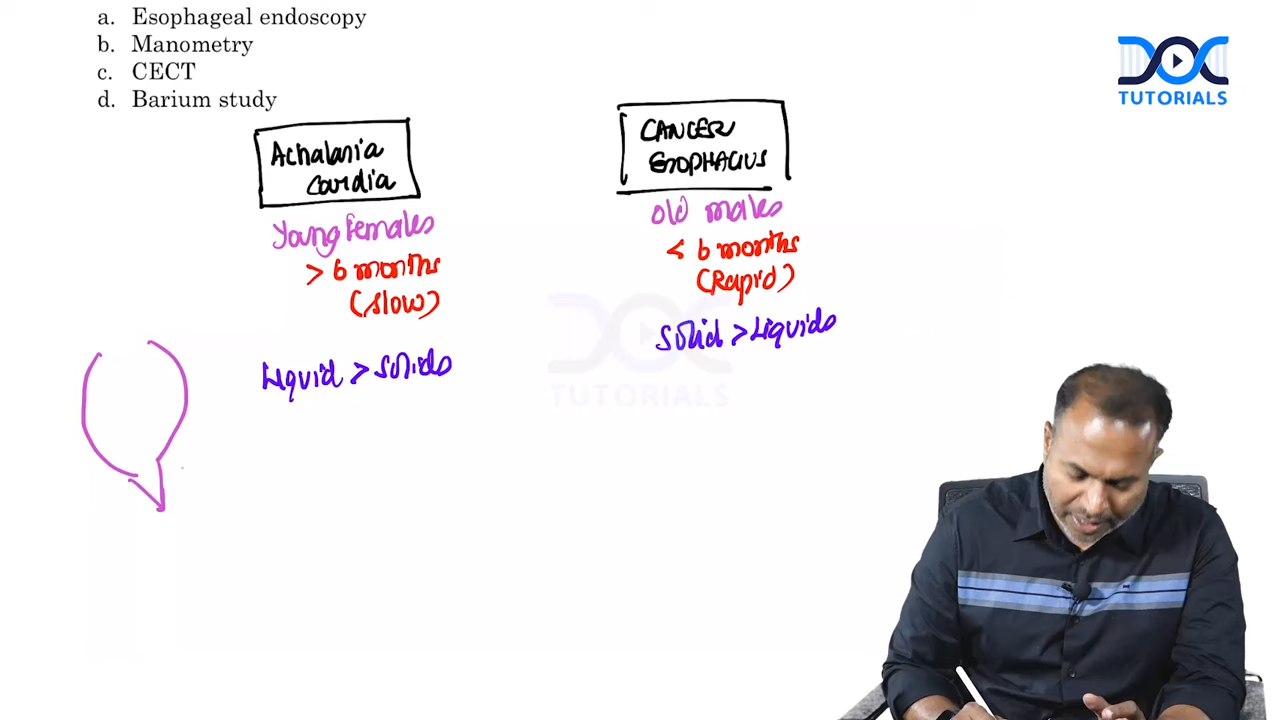 a. Esophageal endoscopy
b. Manometry
c. CECT
d. Barium study
TUTORIALS
Achalasia
cardia
Young Females
> 6 months
(slow)
Liquid > solids
CANCER
ESOPHAGUS
old males
< 6 months
(Rapid)
Solid > Liquids
TUTORIALS